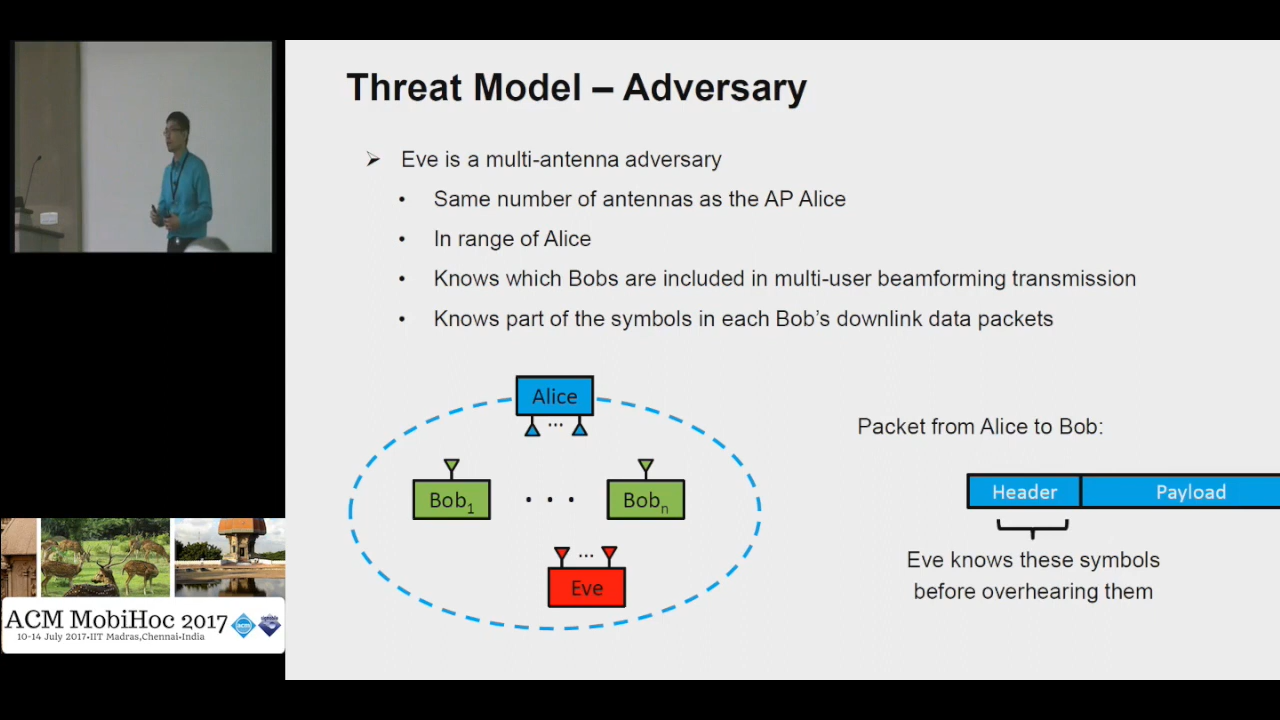 Threat Model – Adversary
➢ Eve is a multi-antenna adversary
• Same number of antennas as the AP Alice
• In range of Alice
• Knows which Bobs are included in multi-user beamforming transmission
• Knows part of the symbols in each Bob's downlink data packets
Alice
...
Bob1
. . .
Bobn
...
Eve
Packet from Alice to Bob:
Header
Payload
Eve knows these symbols
before overhearing them
ACM MobiHoc 2017
10-14 July 2017•IIT Madras,Chennai•India
acm